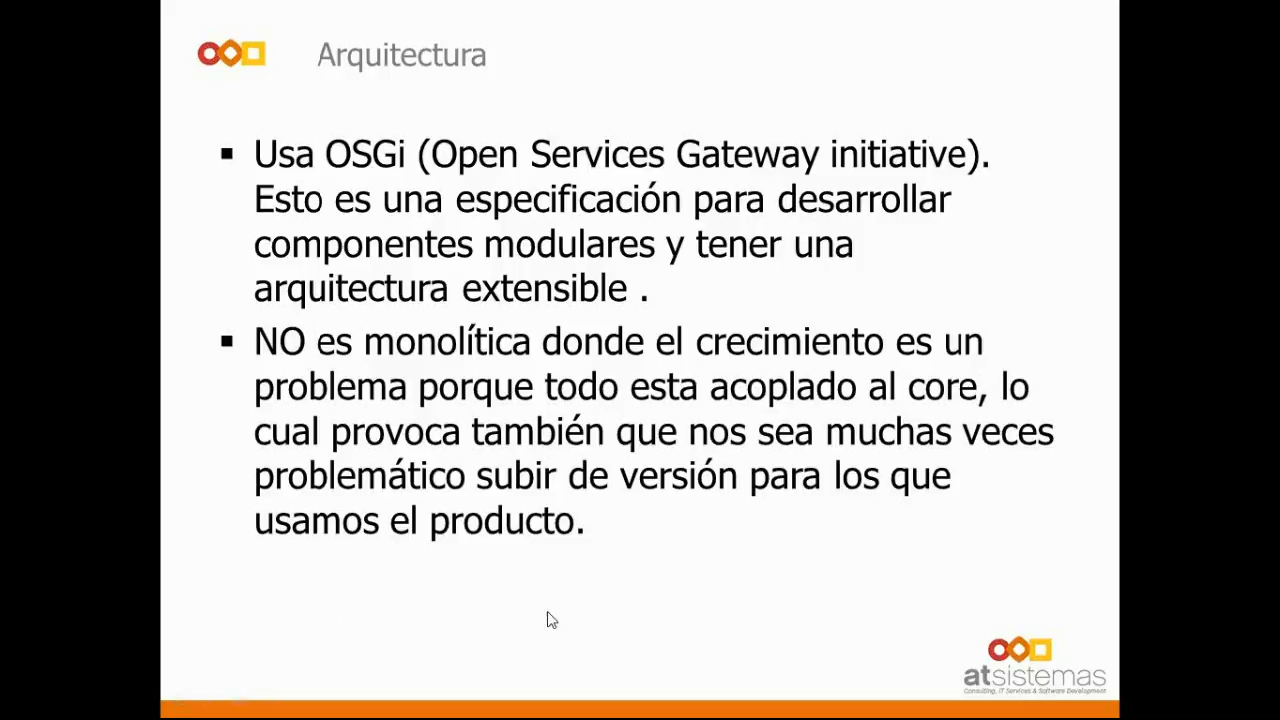 Arquitectura
▪ Usa OSGi (Open Services Gateway initiative).
Esto es una especificación para desarrollar
componentes modulares y tener una
arquitectura extensible .
▪ NO es monolítica donde el crecimiento es un
problema porque todo esta acoplado al core, lo
cual provoca también que nos sea muchas veces
problemático subir de versión para los que
usamos el producto.
atsistemas
Consulting, IT Services & Software Development